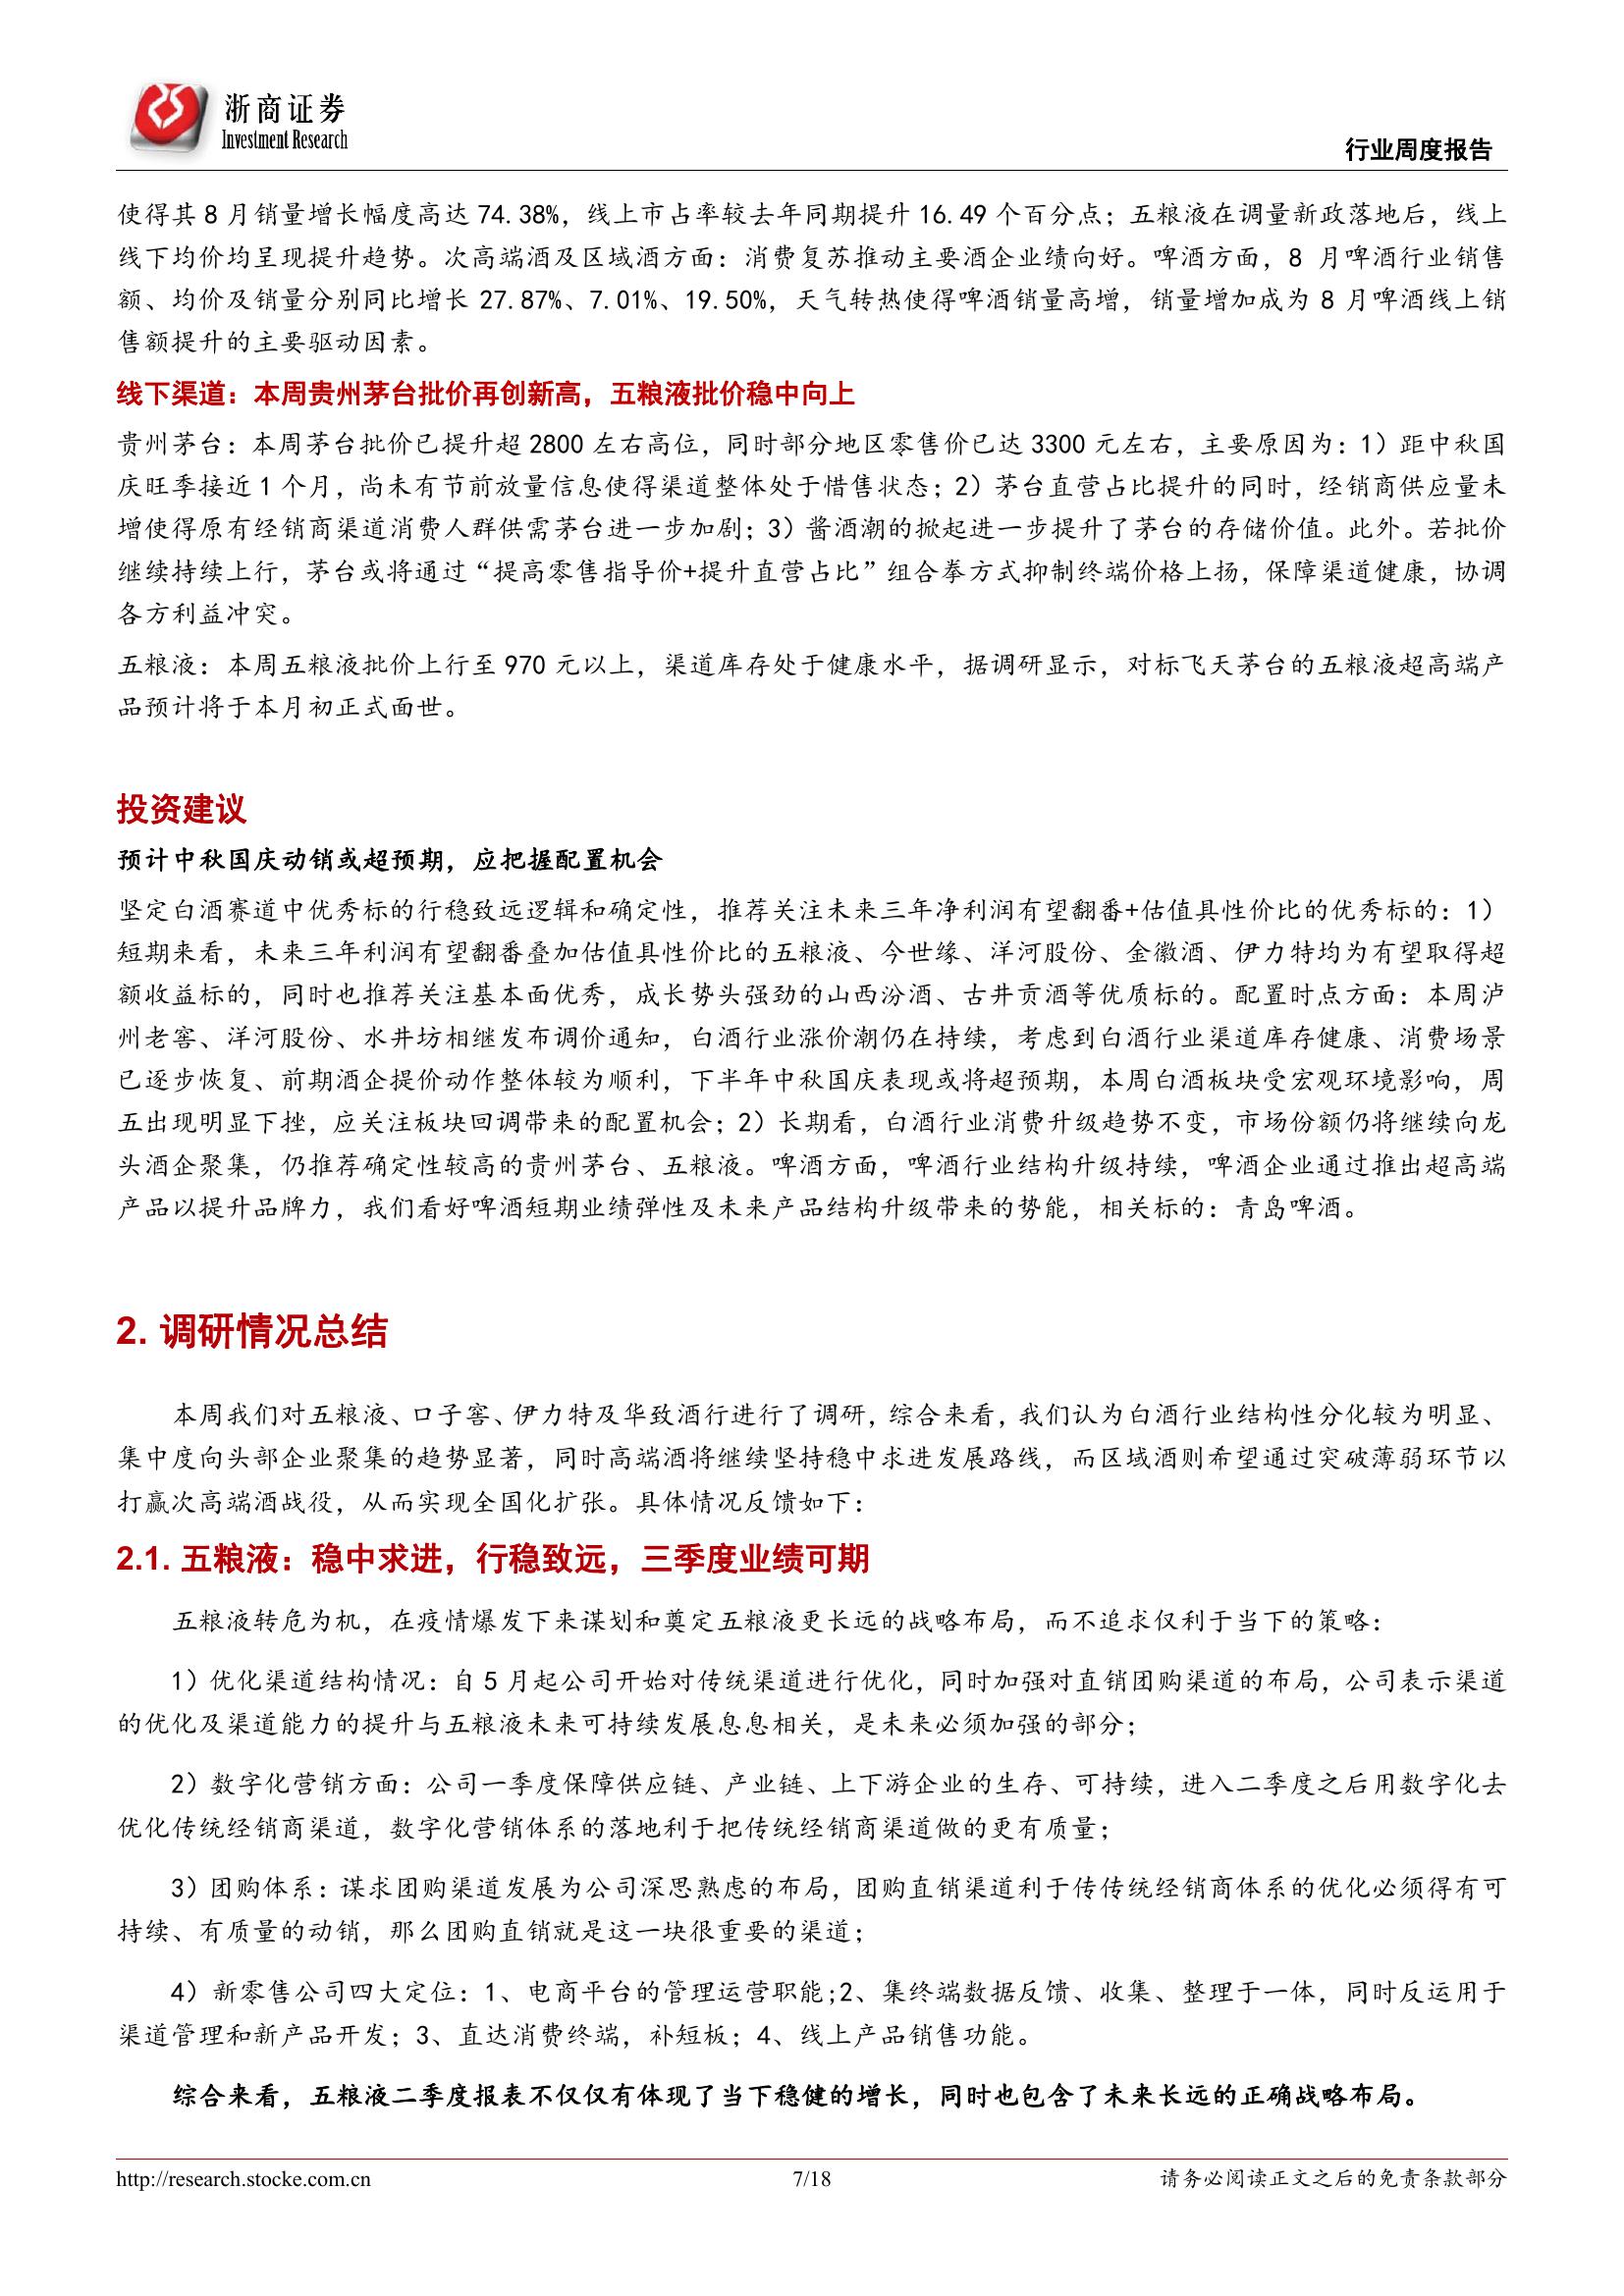 浙商证券
Investment Research
行业周度报告
使得其 8 月销量增长幅度高达 74.38%，线上市占率较去年同期提升 16.49 个百分点；五粮液在调量新政落地后，线上
线下均价均呈现提升趋势。次高端酒及区域酒方面：消费复苏推动主要酒企业绩向好。啤酒方面，8 月啤酒行业销售
额、均价及销量分别同比增长 27.87%、7.01%、19.50%，天气转热使得啤酒销量高增，销量增加成为 8 月啤酒线上销
售额提升的主要驱动因素。
线下渠道：本周贵州茅台批价再创新高，五粮液批价稳中向上
贵州茅台：本周茅台批价已提升超 2800 左右高位，同时部分地区零售价已达 3300 元左右，主要原因为：1）距中秋国
庆旺季接近 1 个月，尚未有节前放量信息使得渠道整体处于惜售状态；2）茅台直营占比提升的同时，经销商供应量未
增使得原有经销商渠道消费人群供需茅台进一步加剧；3）酱酒潮的掀起进一步提升了茅台的存储价值。此外。若批价
继续持续上行，茅台或将通过“提高零售指导价+提升直营占比”组合拳方式抑制终端价格上扬，保障渠道健康，协调
各方利益冲突。
五粮液：本周五粮液批价上行至 970 元以上，渠道库存处于健康水平，据调研显示，对标飞天茅台的五粮液超高端产
品预计将于本月初正式面世。
投资建议
预计中秋国庆动销或超预期，应把握配置机会
坚定白酒赛道中优秀标的行稳致远逻辑和确定性，推荐关注未来三年净利润有望翻番+估值具性价比的优秀标的：1）
短期来看，未来三年利润有望翻番叠加估值具性价比的五粮液、今世缘、洋河股份、金徽酒、伊力特均为有望取得超
额收益标的，同时也推荐关注基本面优秀，成长势头强劲的山西汾酒、古井贡酒等优质标的。配置时点方面：本周泸
州老窖、洋河股份、水井坊相继发布调价通知，白酒行业涨价潮仍在持续，考虑到白酒行业渠道库存健康、消费场景
已逐步恢复、前期酒企提价动作整体较为顺利，下半年中秋国庆表现或将超预期，本周白酒板块受宏观环境影响，周
五出现明显下挫，应关注板块回调带来的配置机会；2）长期看，白酒行业消费升级趋势不变，市场份额仍将继续向龙
头酒企聚集，仍推荐确定性较高的贵州茅台、五粮液。啤酒方面，啤酒行业结构升级持续，啤酒企业通过推出超高端
产品以提升品牌力，我们看好啤酒短期业绩弹性及未来产品结构升级带来的势能，相关标的：青岛啤酒。
2. 调研情况总结
本周我们对五粮液、口子窖、伊力特及华致酒行进行了调研，综合来看，我们认为白酒行业结构性分化较为明显、
集中度向头部企业聚集的趋势显著，同时高端酒将继续坚持稳中求进发展路线，而区域酒则希望通过突破薄弱环节以
打赢次高端酒战役，从而实现全国化扩张。具体情况反馈如下：
2.1. 五粮液：稳中求进，行稳致远，三季度业绩可期
五粮液转危为机，在疫情爆发下来谋划和奠定五粮液更长远的战略布局，而不追求仅利于当下的策略：
1）优化渠道结构情况：自 5 月起公司开始对传统渠道进行优化，同时加强对直销团购渠道的布局，公司表示渠道
的优化及渠道能力的提升与五粮液未来可持续发展息息相关，是未来必须加强的部分；
2）数字化营销方面：公司一季度保障供应链、产业链、上下游企业的生存、可持续，进入二季度之后用数字化去
优化传统经销商渠道，数字化营销体系的落地利于把传统经销商渠道做的更有质量；
3）团购体系：谋求团购渠道发展为公司深思熟虑的布局，团购直销渠道利于传传统经销商体系的优化必须得有可
持续、有质量的动销，那么团购直销就是这一块很重要的渠道；
4）新零售公司四大定位：1、电商平台的管理运营职能;2、集终端数据反馈、收集、整理于一体，同时反运用于
渠道管理和新产品开发；3、直达消费终端，补短板；4、线上产品销售功能。
综合来看，五粮液二季度报表不仅仅有体现了当下稳健的增长，同时也包含了未来长远的正确战略布局。
http://research.stocke.com.cn
7/18
请务必阅读正文之后的免责条款部分